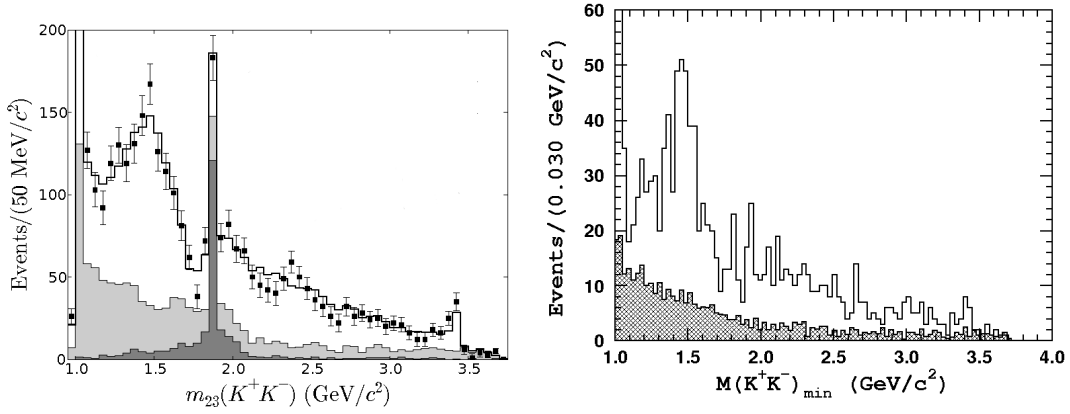 200
150
100
50
0
1.0 1.5 2.0 2.5 3.0 3.5
Events/(50 MeV/c²)
m₂₃(K⁺K⁻) (GeV/c²)
60
50
40
30
20
10
0
1.0 1.5 2.0 2.5 3.0 3.5 4.0
Events/(0.030 GeV/c²)
M(K⁺K⁻)ₘᵢₙ (GeV/c²)